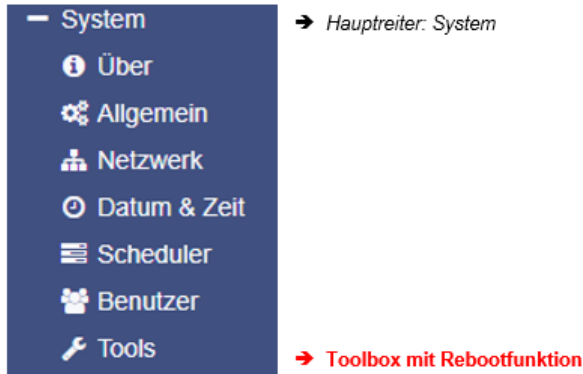 System ➔ Hauptreiter: System
Über
Allgemein
Netzwerk
Datum & Zeit
Scheduler
Benutzer
Tools ➔ Toolbox mit Rebootfunktion